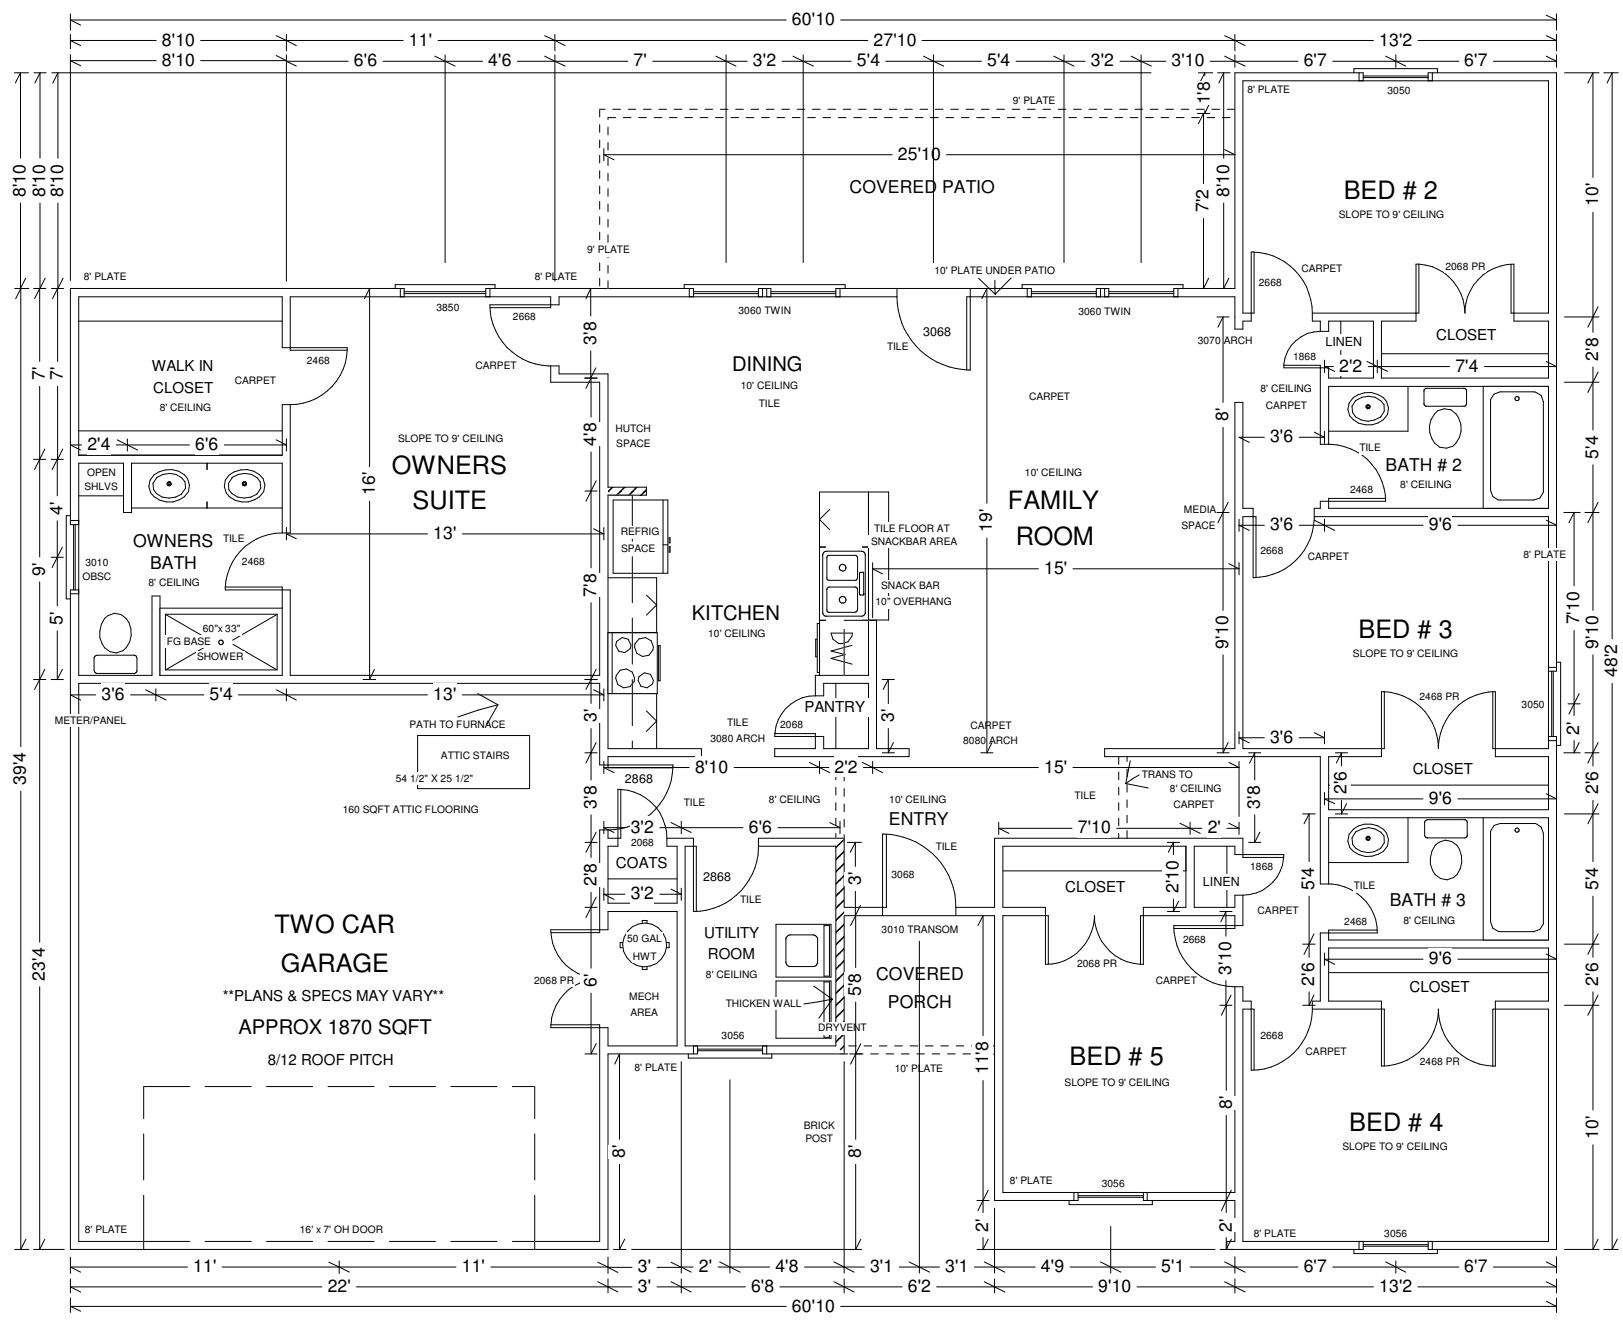 60'10
8'10
11'
27'10
13'2
8'10
6'6
4'6
7'
3'2
5'4
5'4
3'2
3'10
6'7
6'7
8'10
8'10
8'10
1'8
8'10
7'2
10'
8' PLATE
3050
9' PLATE
25'10
COVERED PATIO
BED # 2
SLOPE TO 9' CEILING
9' PLATE
8' PLATE
8' PLATE
10' PLATE UNDER PATIO
CARPET
2668
2068 PR
3850
2668
3060 TWIN
3068
TILE
3060 TWIN
3070 ARCH
LINEN
1868
CLOSET
2'2
7'4
2'8
3'8
7'
7'
WALK IN
CLOSET
8' CEILING
CARPET
2468
CARPET
DINING
10' CEILING
TILE
CARPET
8' CEILING
CARPET
8'
3'6
TILE
BATH # 2
8' CEILING
2468
5'4
2'4
6'6
SLOPE TO 9' CEILING
OWNERS
SUITE
16'
13'
4'8
HUTCH
SPACE
10' CEILING
FAMILY
ROOM
19'
15'
MEDIA
SPACE
OPEN
SHLVS
4'
9'
5'
3010
OBSC
OWNERS
BATH
8' CEILING
TILE
2468
60"x 33"
FG BASE
SHOWER
REFRIG
SPACE
7'8
KITCHEN
10' CEILING
TILE FLOOR AT
SNACKBAR AREA
SNACK BAR
10" OVERHANG
3'6
9'6
2668
CARPET
8' PLATE
BED # 3
SLOPE TO 9' CEILING
9'10
7'10
9'10
48'2
2468 PR
3050
2'
3'6
3'6
5'4
13'
METER/PANEL
PATH TO FURNACE
ATTIC STAIRS
54 1/2" X 25 1/2"
160 SQFT ATTIC FLOORING
3'
TILE
3080 ARCH
2068
PANTRY
3'
CARPET
8080 ARCH
8'10
2'2
15'
2868
TILE
8' CEILING
10' CEILING
ENTRY
TILE
TRANS TO
8' CEILING
CARPET
3'8
3'8
2'6
CLOSET
9'6
2'6
39'4
23'4
3'2
6'6
2068
COATS
3'2
2'8
2868
TILE
3'
TILE
3068
7'10
2'
CLOSET
2'10
LINEN
1868
CARPET
5'4
TILE
BATH # 3
8' CEILING
2468
5'4
TWO CAR
GARAGE
**PLANS & SPECS MAY VARY**
APPROX 1870 SQFT
8/12 ROOF PITCH
2068 PR
6'
50 GAL
HWT
MECH
AREA
UTILITY
ROOM
8' CEILING
THICKEN WALL
DRYVENT
3056
5'8
3010 TRANSOM
COVERED
PORCH
10' PLATE
11'8
2068 PR
2668
CARPET
3'10
2'6
9'6
CLOSET
2'6
2668
CARPET
2468 PR
8' PLATE
BED # 5
SLOPE TO 9' CEILING
8'
BED # 4
SLOPE TO 9' CEILING
10'
BRICK
POST
8'
8'
8' PLATE
3056
2'
2'
8' PLATE
3056
8' PLATE
16' x 7' OH DOOR
11'
11'
3'
2'
4'8
3'1
3'1
4'9
5'1
6'7
6'7
22'
3'
6'8
6'2
9'10
13'2
60'10